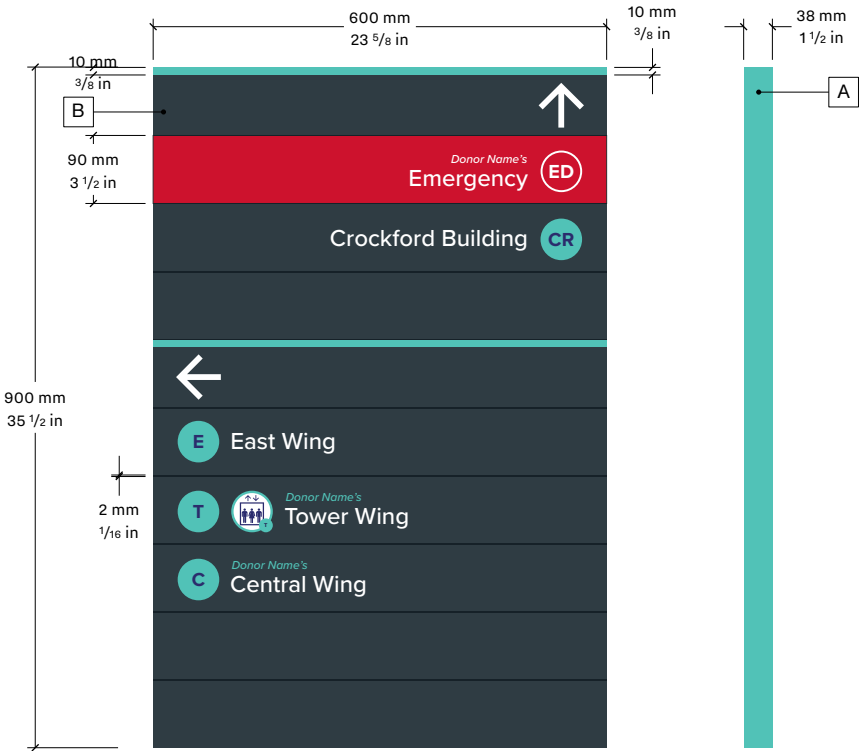 600 mm
23 5/8 in
10 mm
3/8 in
38 mm
1 1/2 in
10 mm
3/8 in
A
B
90 mm
3 1/2 in
Donor Name's
Emergency
ED
Crockford Building
CR
900 mm
35 1/2 in
E
East Wing
2 mm
1/16 in
T
T
Donor Name's
Tower Wing
C
Donor Name's
Central Wing